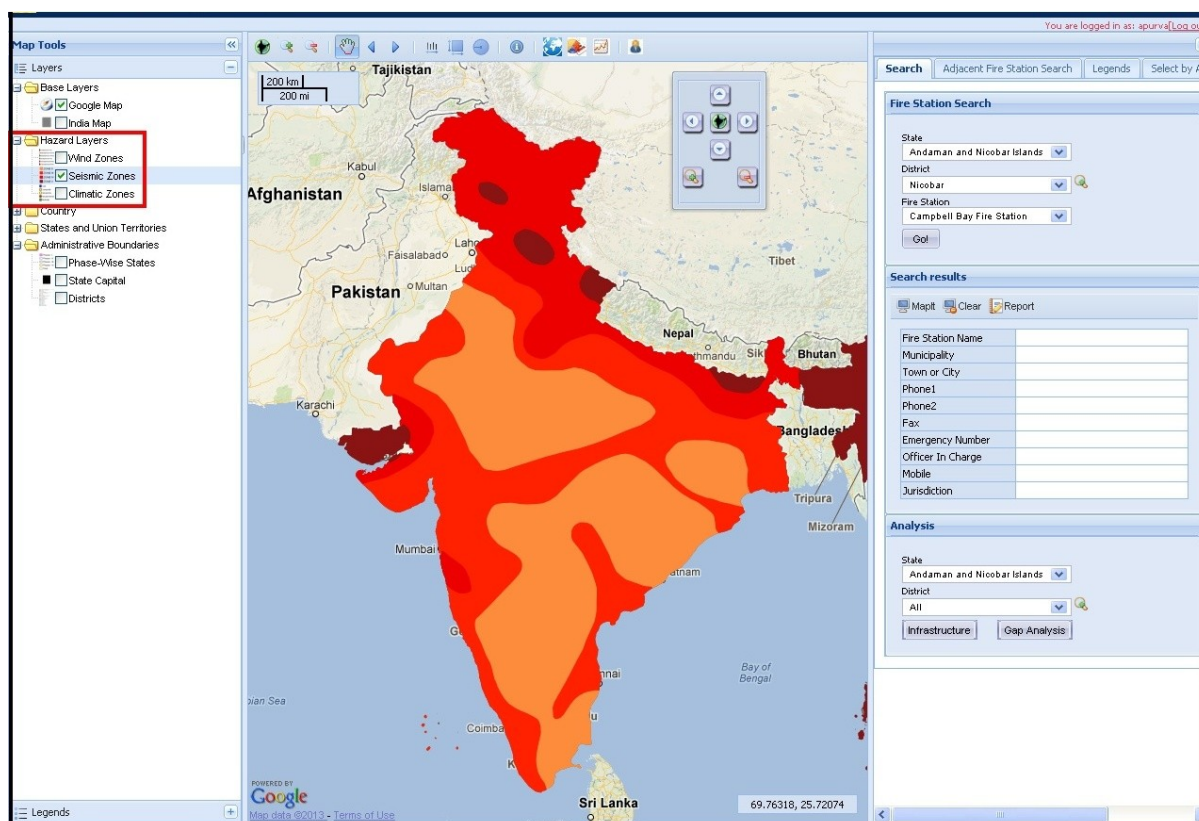 You are logged in as: apurva[Log ou
Map Tools
Layers
Base Layers
Google Map
India Map
Hazard Layers
Wind Zones
Seismic Zones
Climatic Zones
Country
States and Union Territories
Administrative Boundaries
Phase-Wise States
State Capital
Districts
Legends
200 km
200 mi
Tajikistan
Kabul
Islama
Afghanistan
Faisalabad
Laho
Lud
Multan
Pakistan
Tibet
Nepal
thmandu
Sik
Bhutan
Karachi
Bangladesh
Tripura
Mizoram
Mumbai
atnam
G
nnai
Bay of
Bengal
bian Sea
Coimba
u
K
Sri Lanka
POWERED BY
Google
Map data ©2013 - Terms of Use
69.76318, 25.72074
Search
Adjacent Fire Station Search
Legends
Select by A
Fire Station Search
State
Andaman and Nicobar Islands
District
Nicobar
Fire Station
Campbell Bay Fire Station
Go!
Search results
MapIt
Clear
Report
Fire Station Name
Municipality
Town or City
Phone1
Phone2
Fax
Emergency Number
Officer In Charge
Mobile
Jurisdiction
Analysis
State
Andaman and Nicobar Islands
District
All
Infrastructure
Gap Analysis